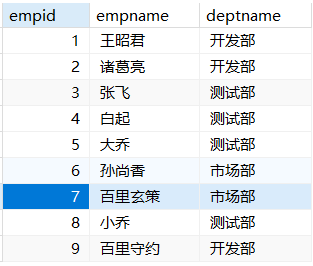 empid empname deptname
1 王昭君 开发部
2 诸葛亮 开发部
3 张飞 测试部
4 白起 测试部
5 大乔 测试部
6 孙尚香 市场部
7 百里玄策 市场部
8 小乔 测试部
9 百里守约 开发部